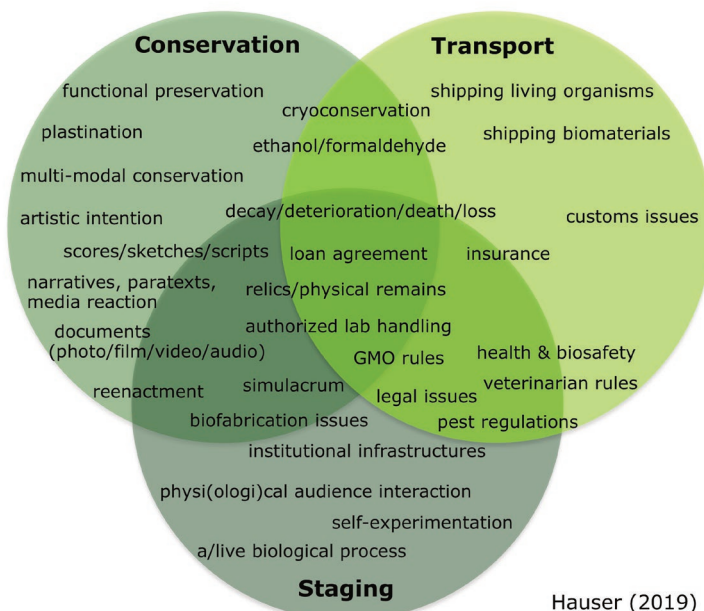 Conservation
Transport
functional preservation
shipping living organisms
cryoconservation
plastination
shipping biomaterials
ethanol/formaldehyde
multi-modal conservation
decay/deterioration/death/loss
artistic intention
customs issues
scores/sketches/scripts
loan agreement
insurance
narratives, paratexts,
media reaction
relics/physical remains
documents
(photo/film/video/audio)
authorized lab handling
GMO rules
health & biosafety
reenactment
simulacrum
legal issues
veterinarian rules
biofabrication issues
pest regulations
institutional infrastructures
physi(ologi)cal audience interaction
self-experimentation
a/live biological process
Staging
Hauser (2019)